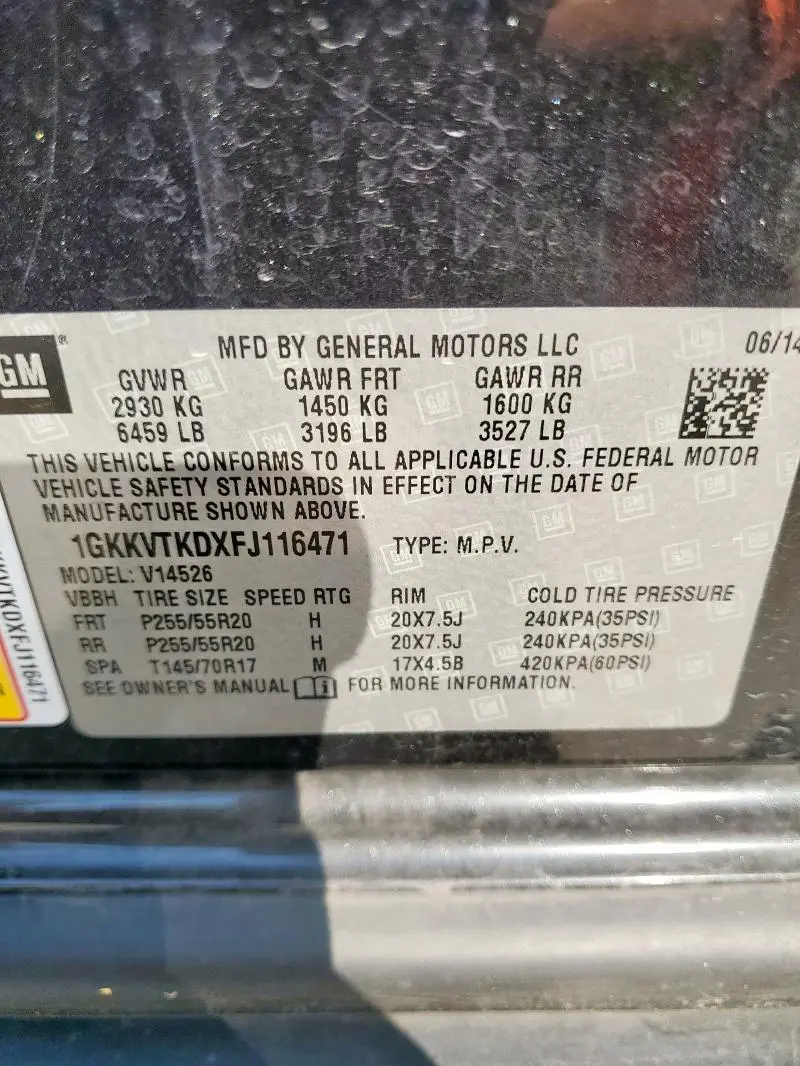 GM®
MFD BY GENERAL MOTORS LLC 06/14
GVWR GAWR FRT GAWR RR
2930 KG 1450 KG 1600 KG
6459 LB 3196 LB 3527 LB
THIS VEHICLE CONFORMS TO ALL APPLICABLE U.S. FEDERAL MOTOR
VEHICLE SAFETY STANDARDS IN EFFECT ON THE DATE OF
MANUFACTURE SHOWN ABOVE.
1GKKVTKDXFJ116471 TYPE: M.P.V.
MODEL: V14526
VBBH TIRE SIZE SPEED RTG RIM COLD TIRE PRESSURE
FRT P255/55R20 H 20X7.5J 240KPA(35PSI)
RR P255/55R20 H 20X7.5J 240KPA(35PSI)
SPA T145/70R17 M 17X4.5B 420KPA(60PSI)
SEE OWNER'S MANUAL i FOR MORE INFORMATION.
KKVTKDXFJ116471